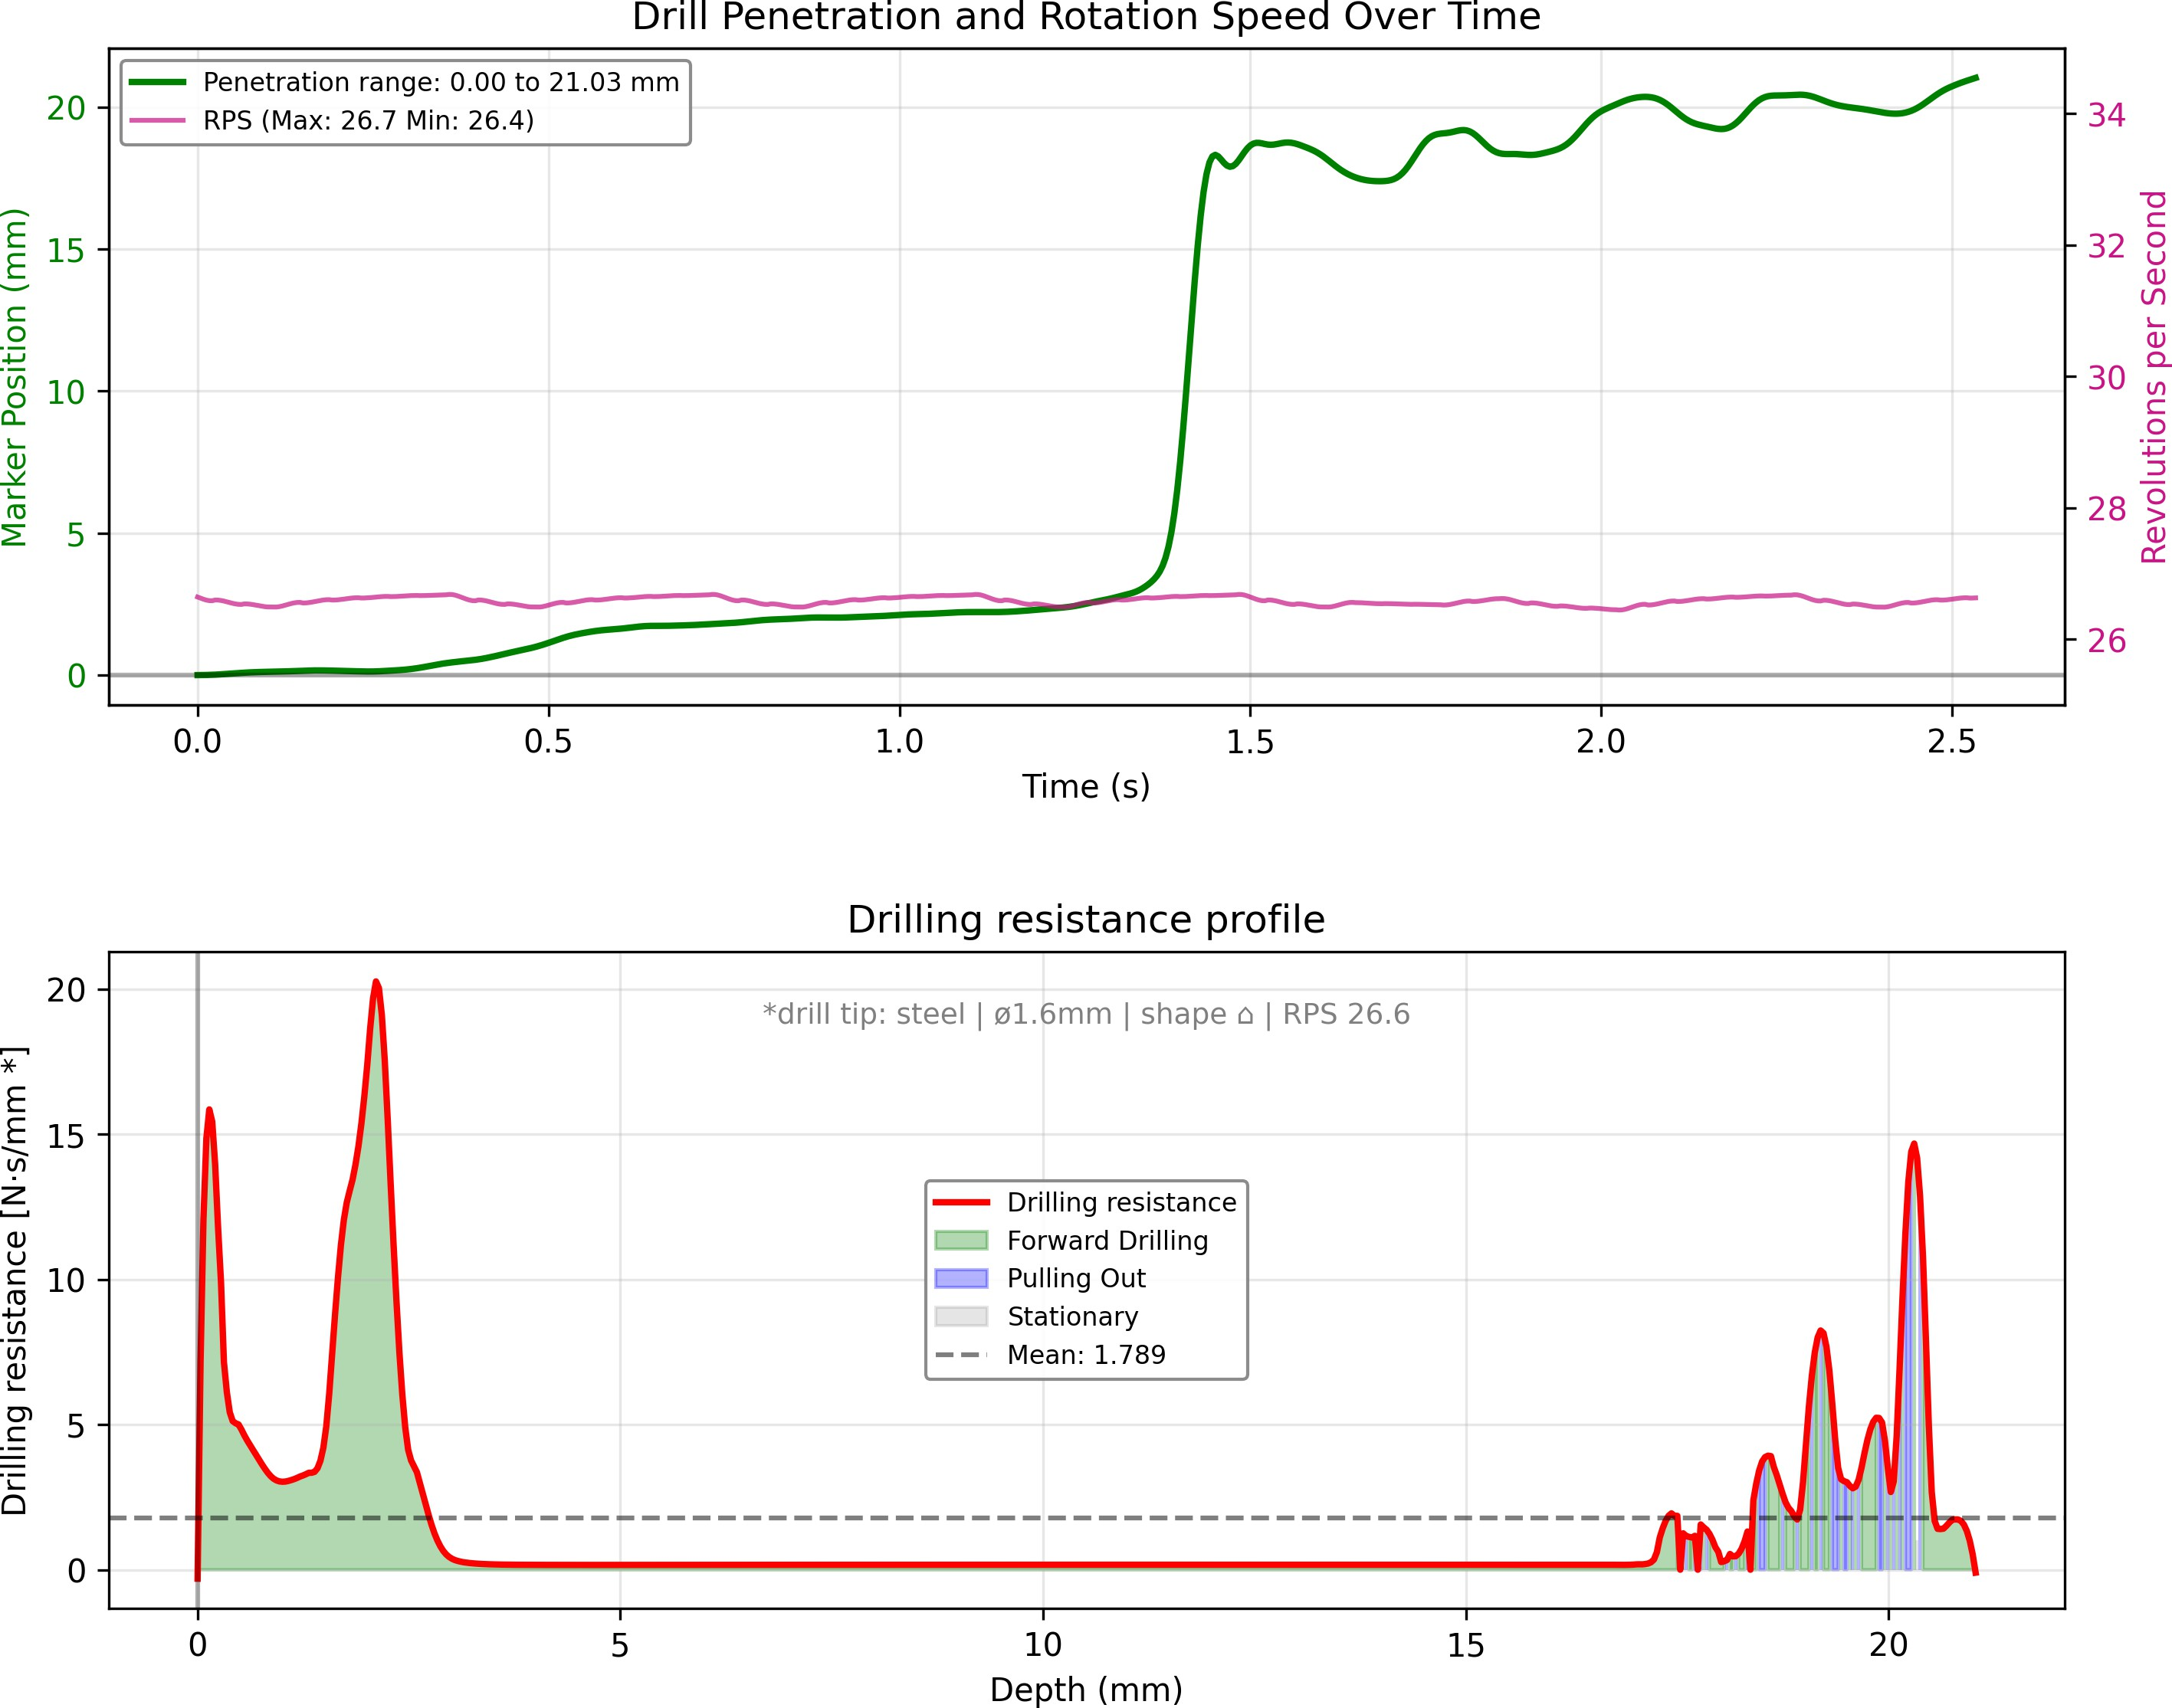 Drill Penetration and Rotation Speed Over Time
Penetration range: 0.00 to 21.03 mm
RPS (Max: 26.7 Min: 26.4)
Marker Position (mm)
20
15
10
5
0
Revolutions per Second
34
32
30
28
26
0.0 0.5 1.0 1.5 2.0 2.5
Time (s)
Drilling resistance profile
*drill tip: steel | ø1.6mm | shape ⌂ | RPS 26.6
Drilling resistance [N·s/mm *]
20
15
10
5
0
Drilling resistance
Forward Drilling
Pulling Out
Stationary
Mean: 1.789
0 5 10 15 20
Depth (mm)